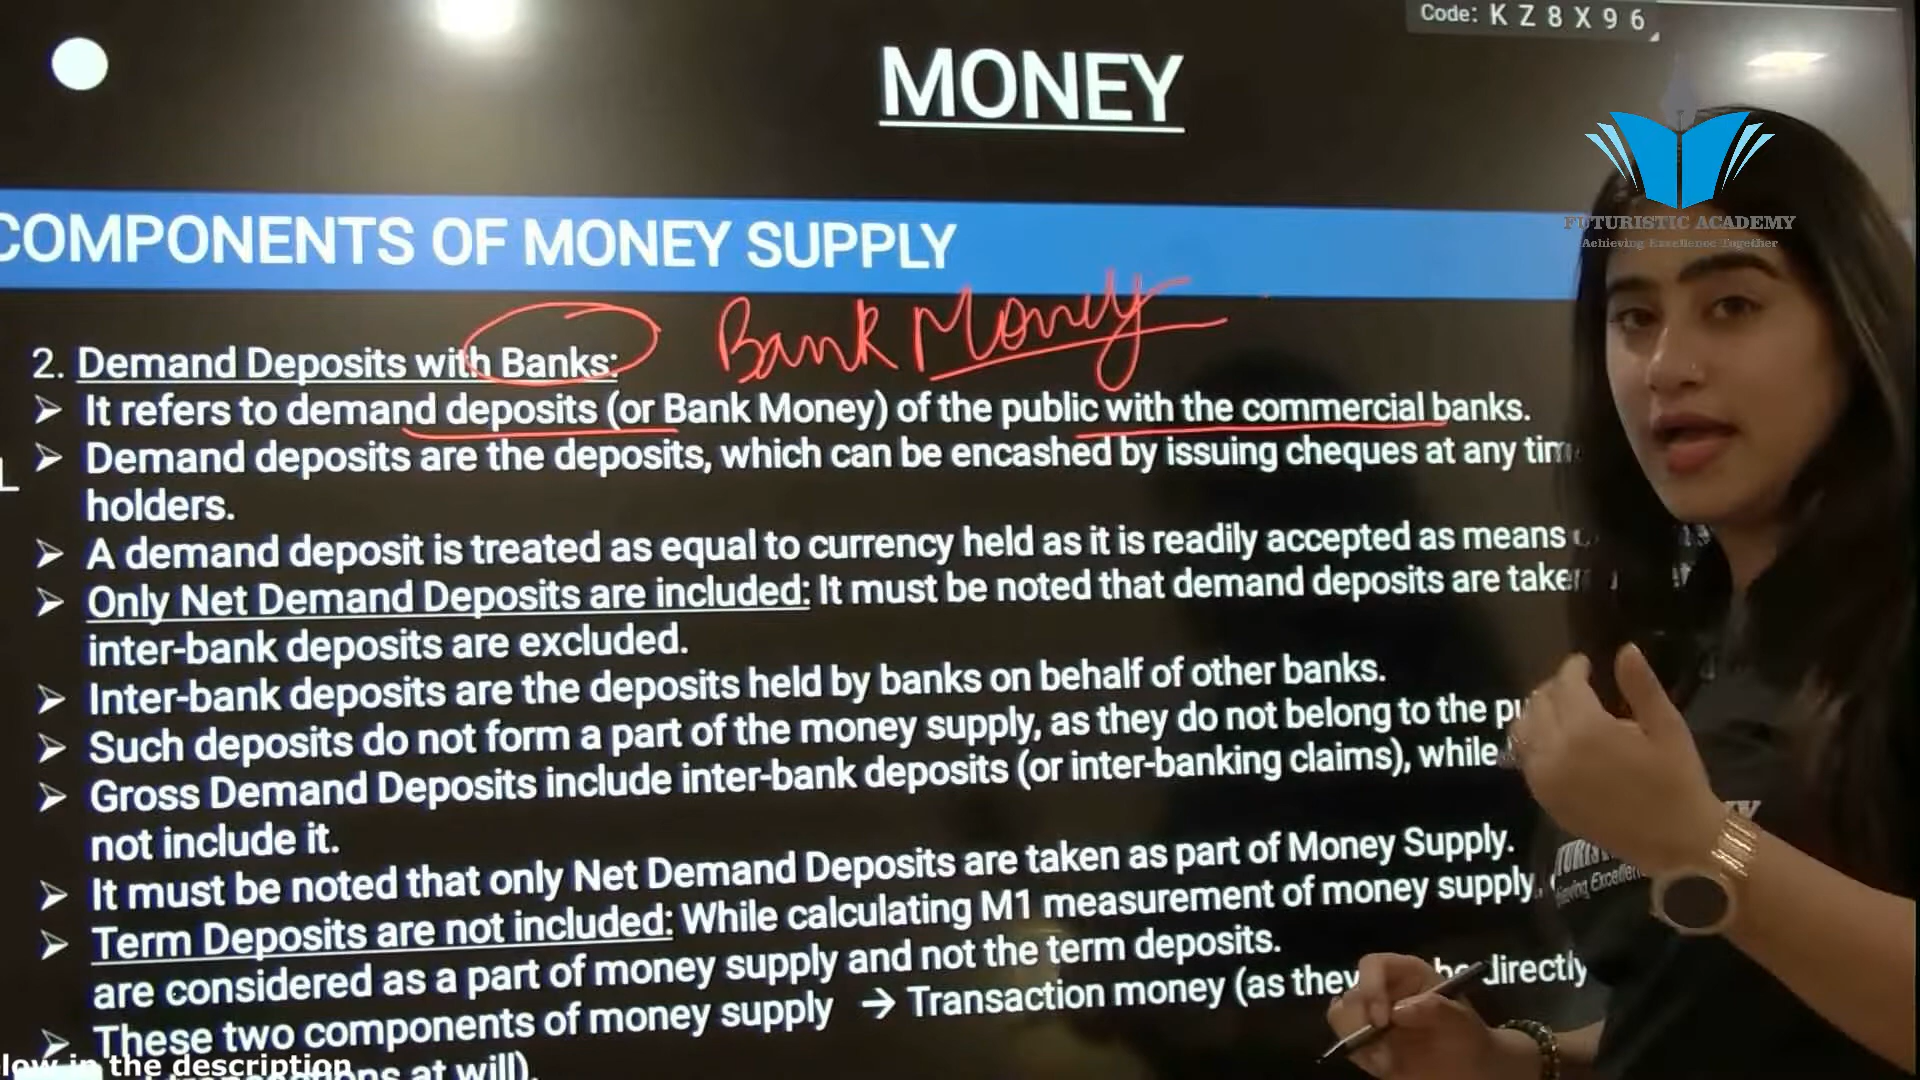 Code: K Z 8 X 9 6
MONEY
FUTURISTIC ACADEMY
Achieving Excellence Together
COMPONENTS OF MONEY SUPPLY
Bank Money
2. Demand Deposits with Banks:
➤ It refers to demand deposits (or Bank Money) of the public with the commercial banks.
➤ Demand deposits are the deposits, which can be encashed by issuing cheques at any tim
holders.
➤ A demand deposit is treated as equal to currency held as it is readily accepted as means
➤ Only Net Demand Deposits are included: It must be noted that demand deposits are take
inter-bank deposits are excluded.
➤ Inter-bank deposits are the deposits held by banks on behalf of other banks.
➤ Such deposits do not form a part of the money supply, as they do not belong to the pu
➤ Gross Demand Deposits include inter-bank deposits (or inter-banking claims), while
not include it.
➤ It must be noted that only Net Demand Deposits are taken as part of Money Supply.
➤ Term Deposits are not included: While calculating M1 measurement of money supply,
are considered as a part of money supply and not the term deposits.
➤ These two components of money supply → Transaction money (as they be directly
at will).
low in the description